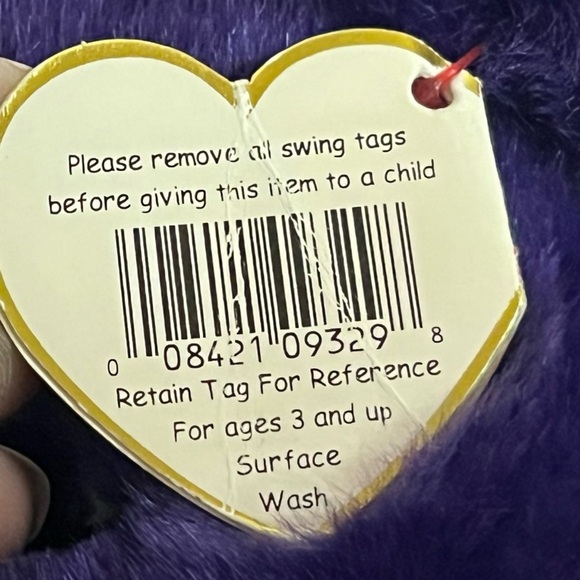 Please remove all swing tags
before giving this item to a child
0 08421 09329 8
Retain Tag For Reference
For ages 3 and up
Surface
Wash